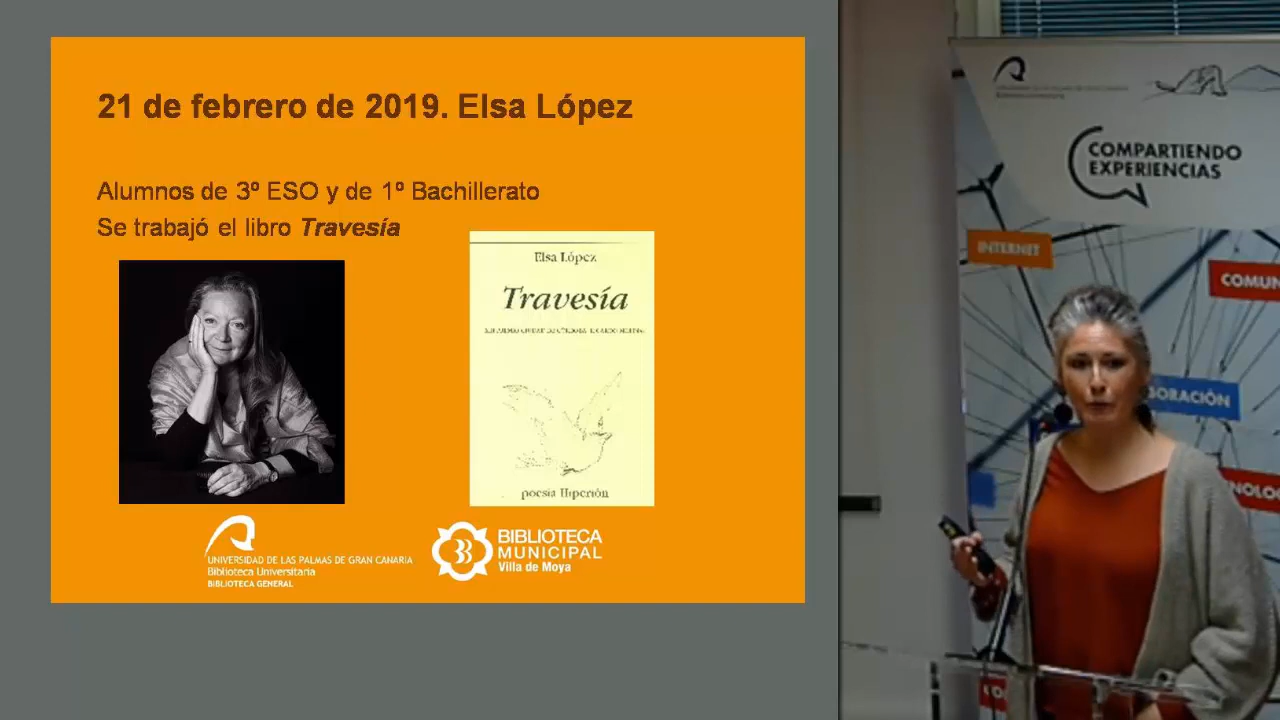 21 de febrero de 2019. Elsa López
Alumnos de 3º ESO y de 1º Bachillerato
Se trabajó el libro Travesía
Elsa López
Travesía
poesía Hiperión
UNIVERSIDAD DE LAS PALMAS DE GRAN CANARIA
Biblioteca Universitaria
BIBLIOTECA GENERAL
BIBLIOTECA
MUNICIPAL
Villa de Moya
COMPARTIENDO
EXPERIENCIAS
INTERNET
COMUN
BORACIÓN
NOLOG
CO